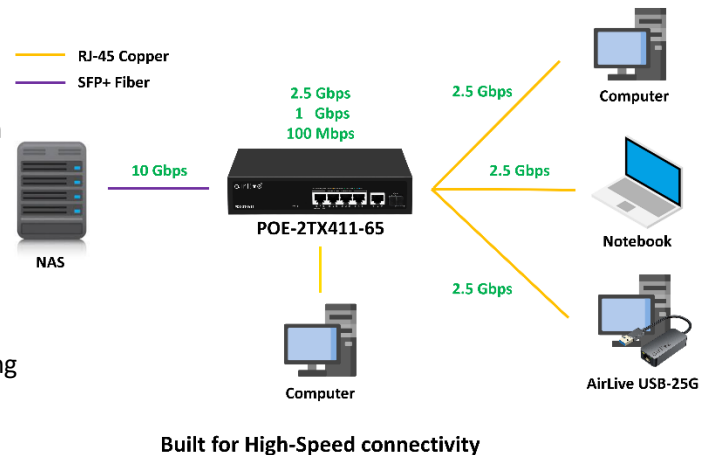 RJ-45 Copper
SFP+ Fiber
2.5 Gbps
1 Gbps
100 Mbps
2.5 Gbps
Computer
10 Gbps
2.5 Gbps
POE-2TX411-65
NAS
Notebook
2.5 Gbps
ng
Computer
AirLive USB-25G
Built for High-Speed connectivity